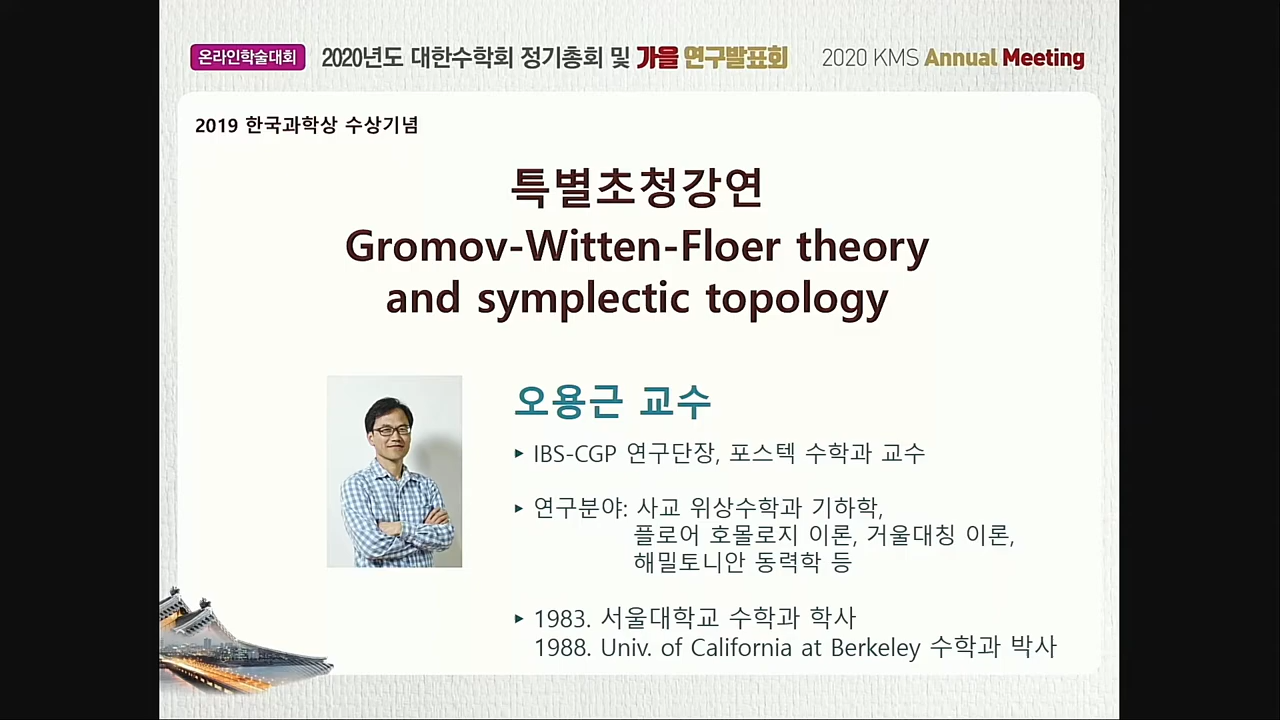 온라인학술대회 2020년도 대한수학회 정기총회 및 가을 연구발표회 2020 KMS Annual Meeting
2019 한국과학상 수상기념
특별초청강연
Gromov-Witten-Floer theory
and symplectic topology
오용근 교수
▸ IBS-CGP 연구단장, 포스텍 수학과 교수
▸ 연구분야: 사교 위상수학과 기하학,
플로어 호몰로지 이론, 거울대칭 이론,
해밀토니안 동력학 등
▸ 1983. 서울대학교 수학과 학사
1988. Univ. of California at Berkeley 수학과 박사